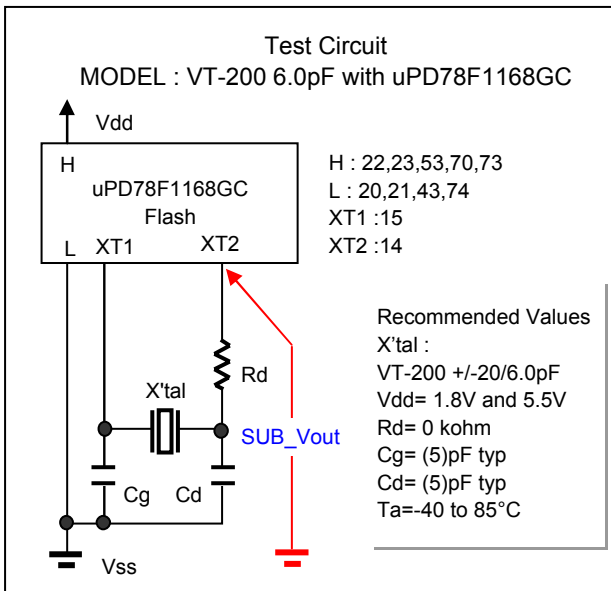 Test Circuit
MODEL : VT-200 6.0pF with uPD78F1168GC
Vdd
H
uPD78F1168GC
Flash
L XT1 XT2
H : 22,23,53,70,73
L : 20,21,43,74
XT1 :15
XT2 :14
Rd
X'tal
SUB_Vout
Cg Cd
Vss
Recommended Values
X’tal :
VT-200 +/-20/6.0pF
Vdd= 1.8V and 5.5V
Rd= 0 kohm
Cg= (5)pF typ
Cd= (5)pF typ
Ta=-40 to 85°C